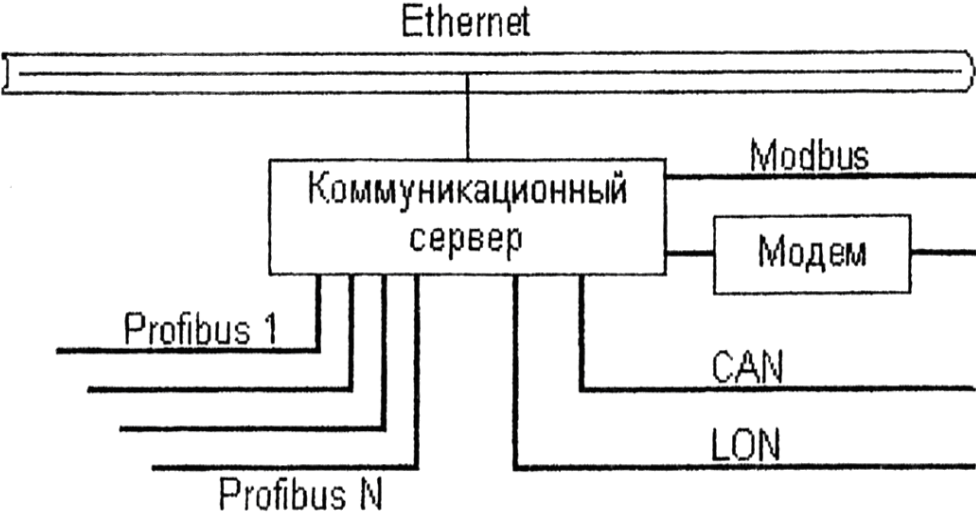 Ethernet
Modbus
Коммуникационный
сервер
Модем
Profibus 1
CAN
LON
Profibus N